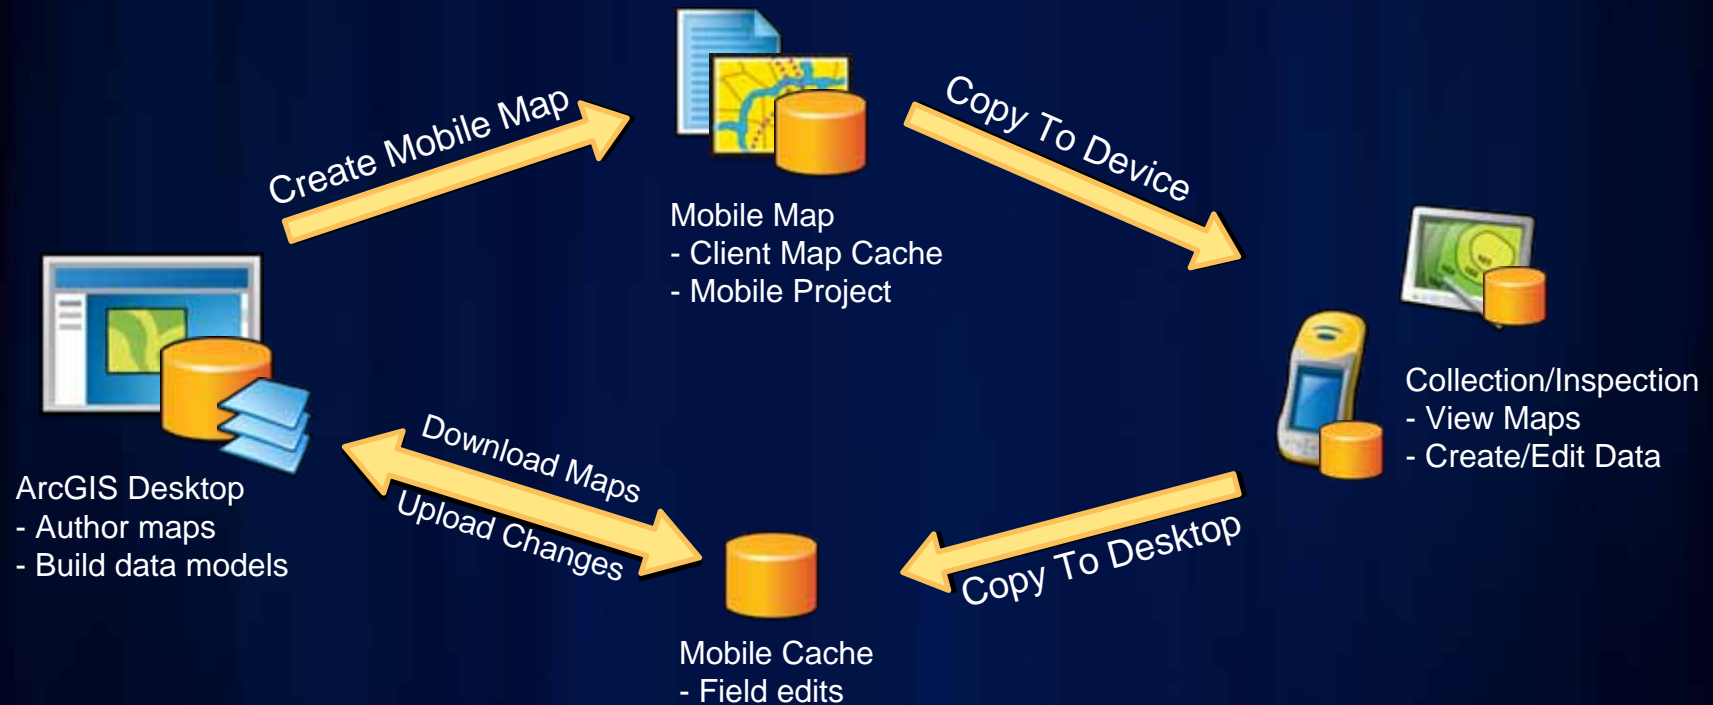 Create Mobile Map
Copy To Device
Mobile Map
- Client Map Cache
- Mobile Project
Collection/Inspection
- View Maps
- Create/Edit Data
ArcGIS Desktop
- Author maps
- Build data models
Download Maps
Upload Changes
Copy To Desktop
Mobile Cache
- Field edits